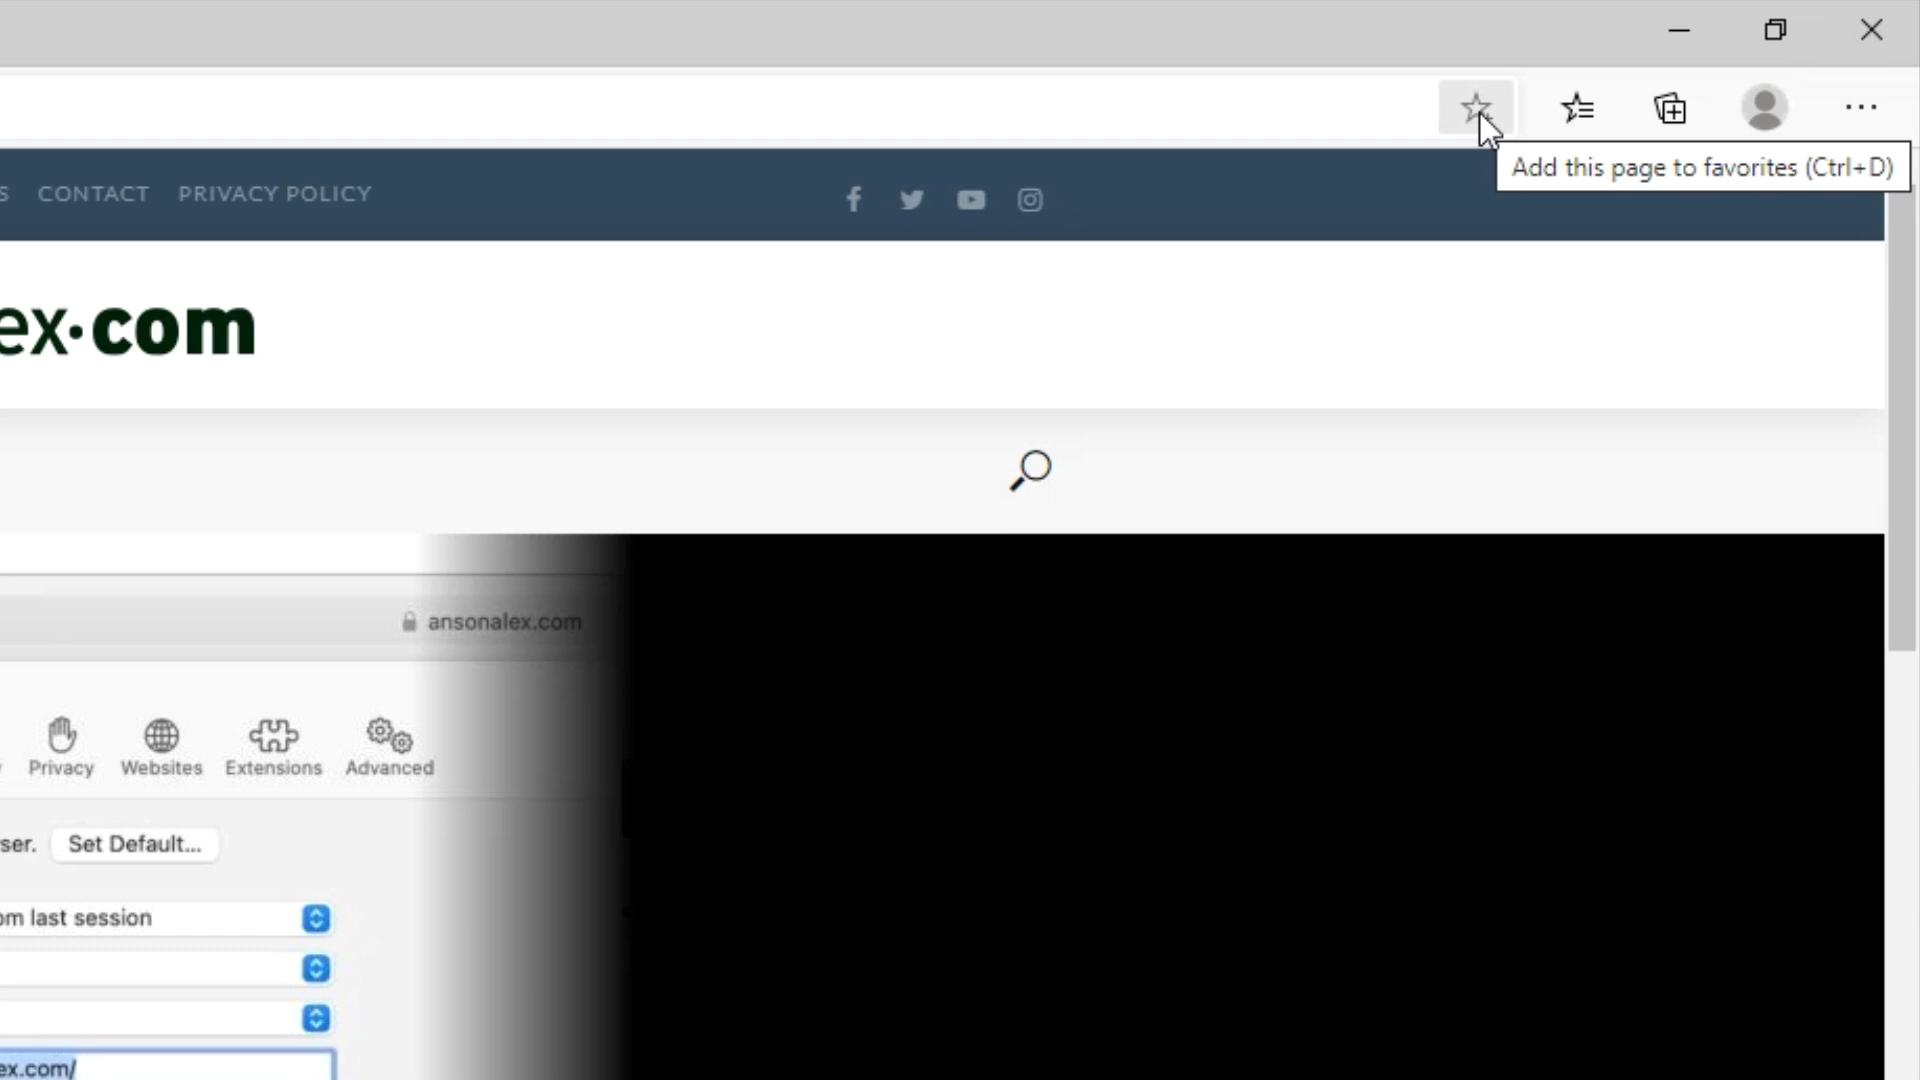 Add this page to favorites (Ctrl+D)
S CONTACT PRIVACY POLICY
ex.com
ansonalex.com
Privacy Websites Extensions Advanced
ser. Set Default...
om last session
ex.com/